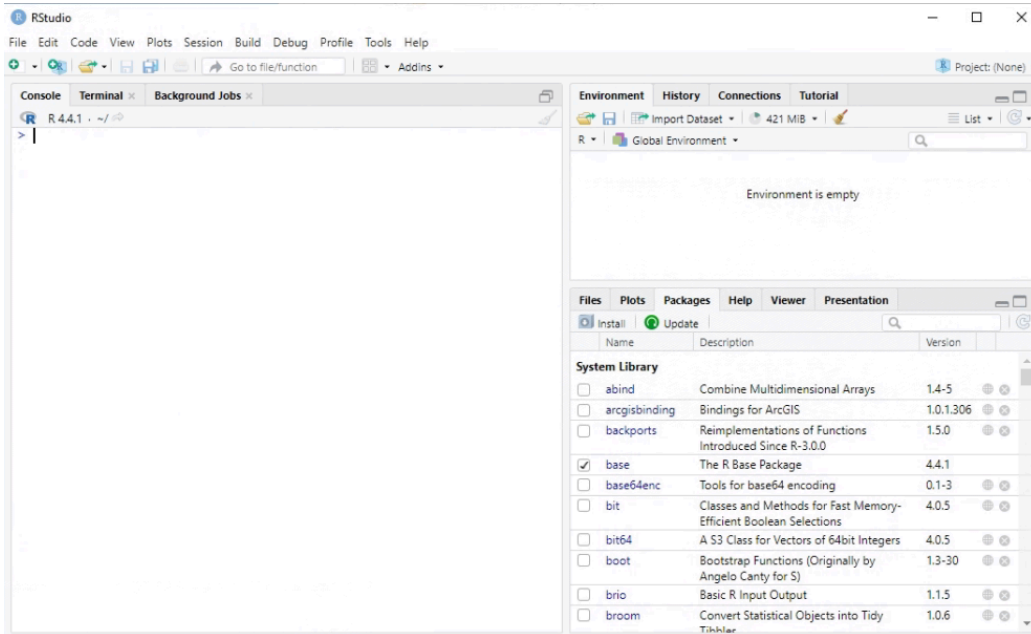 RStudio
File Edit Code View Plots Session Build Debug Profile Tools Help
Go to file/function Addins Project: (None)
Console Terminal Background Jobs
R R 4.4.1 · ~/
>
Environment History Connections Tutorial
Import Dataset 421 MiB List
R Global Environment
Environment is empty
Files Plots Packages Help Viewer Presentation
Install Update
Name Description Version
System Library
abind Combine Multidimensional Arrays 1.4-5
arcgisbinding Bindings for ArcGIS 1.0.1.306
backports Reimplementations of Functions 1.5.0
Introduced Since R-3.0.0
base The R Base Package 4.4.1
base64enc Tools for base64 encoding 0.1-3
bit Classes and Methods for Fast Memory- 4.0.5
Efficient Boolean Selections
bit64 A S3 Class for Vectors of 64bit Integers 4.0.5
boot Bootstrap Functions (Originally by 1.3-30
Angelo Canty for S)
brio Basic R Input Output 1.1.5
broom Convert Statistical Objects into Tidy 1.0.6
Tibbles